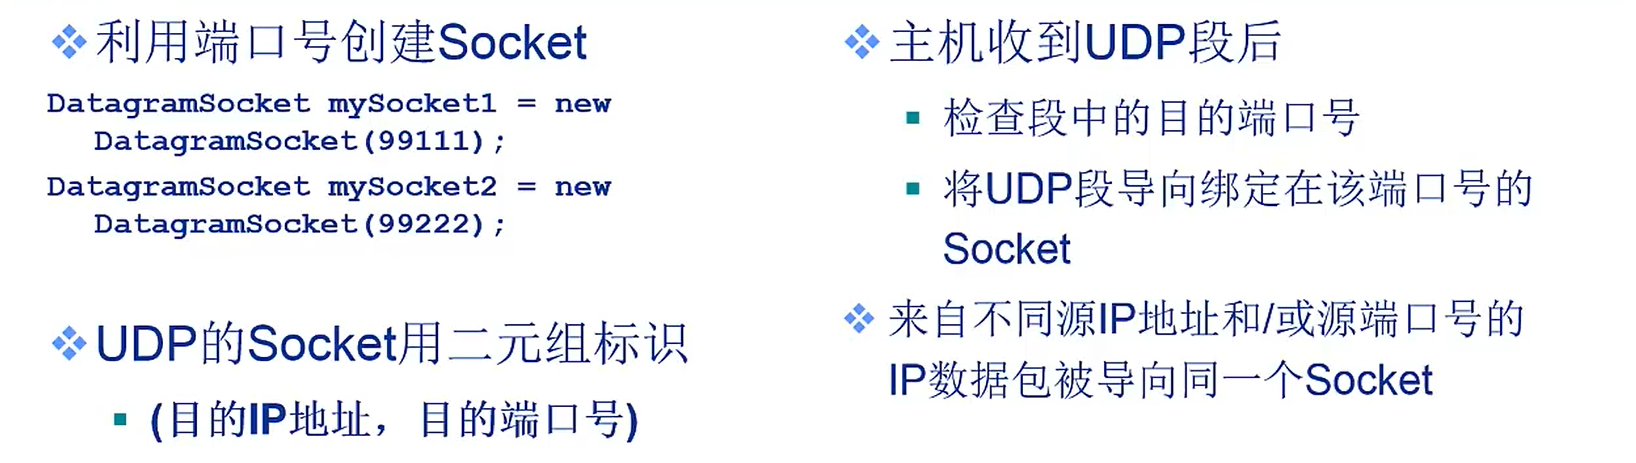 利用端口号创建Socket
DatagramSocket mySocket1 = new
DatagramSocket(99111);
DatagramSocket mySocket2 = new
DatagramSocket(99222);
UDP的Socket用二元组标识
(目的IP地址，目的端口号)
主机收到UDP段后
检查段中的目的端口号
将UDP段导向绑定在该端口号的
Socket
来自不同源IP地址和/或源端口号的
IP数据包被导向同一个Socket